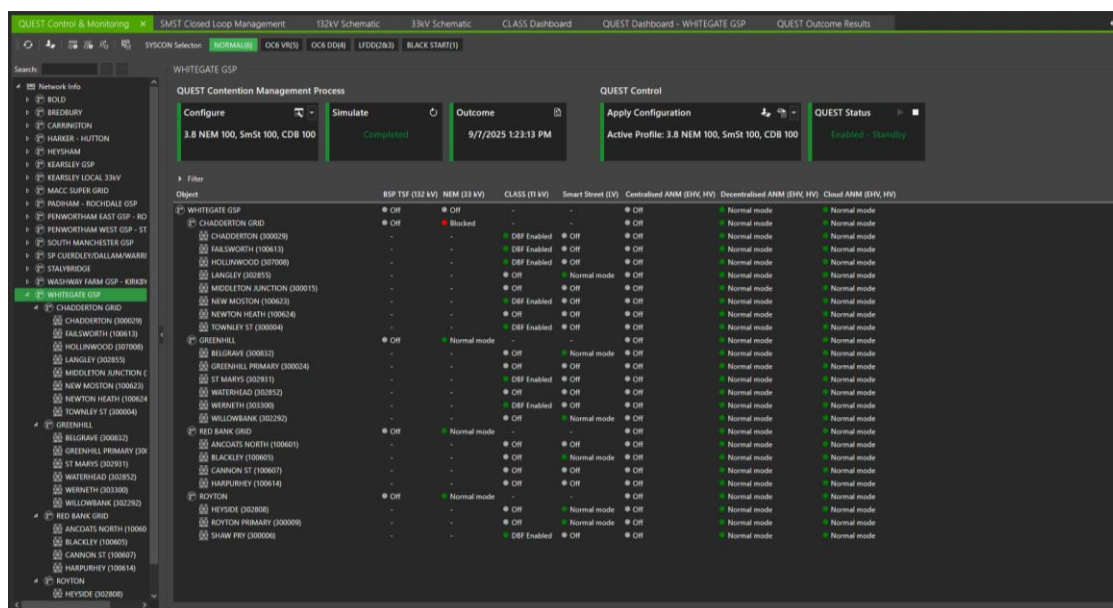 QUEST Control & Monitoring × SMST Closed Loop Management 132kV Schematic 33kV Schematic CLASS Dashboard QUEST Dashboard - WHITEGATE GSP QUEST Outcome Results
SYSCON Selector: NORMAL(6) OC6 VR(5) OC6 DD(4) LFDD(2&3) BLACK START(1)
Search:
Network Info
BOLD
BREDBURY
CARRINGTON
HARKER - HUTTON
HEYSHAM
KEARSLEY GSP
KEARSLEY LOCAL 33kV
MACC SUPER GRID
PADIHAM - ROCHDALE GSP
PENWORTHAM EAST GSP - RO
PENWORTHAM WEST GSP - ST
SOUTH MANCHESTER GSP
SP CUERDLEY/DALLAM/WARRI
STALYBRIDGE
WASHWAY FARM GSP - KIRKBY
WHITEGATE GSP
CHADDERTON GRID
CHADDERTON (300029)
FAILSWORTH (100613)
HOLLINWOOD (307008)
LANGLEY (302855)
MIDDLETON JUNCTION (
NEW MOSTON (100623)
NEWTON HEATH (100624
TOWNLEY ST (300004)
GREENHILL
BELGRAVE (300832)
GREENHILL PRIMARY (300
ST MARYS (302931)
WATERHEAD (302852)
WERNETH (303300)
WILLOWBANK (302292)
RED BANK GRID
ANCOATS NORTH (10060
BLACKLEY (100605)
CANNON ST (100607)
HARPURHEY (100614)
ROYTON
HEYSIDE (302808)
WHITEGATE GSP
QUEST Contention Management Process
Configure
3.8 NEM 100, SmSt 100, CDB 100
Simulate
Completed
Outcome
9/7/2025 1:23:13 PM
QUEST Control
Apply Configuration
Active Profile: 3.8 NEM 100, SmSt 100, CDB 100
QUEST Status
Enabled - Standby
Filter
Object BSP TSF (132 kV) NEM (33 kV) CLASS (11 kV) Smart Street (LV) Centralised ANM (EHV, HV) Decentralised ANM (EHV, HV) Cloud ANM (EHV, HV)
WHITEGATE GSP Off Off - - Off Normal mode Normal mode
CHADDERTON GRID Off Blocked - - Off Normal mode Normal mode
CHADDERTON (300029) - - DBF Enabled Off Off Normal mode Normal mode
FAILSWORTH (100613) - - DBF Enabled Off Off Normal mode Normal mode
HOLLINWOOD (307008) - - DBF Enabled Off Off Normal mode Normal mode
LANGLEY (302855) - - Off Normal mode Off Normal mode Normal mode
MIDDLETON JUNCTION (300015) - - Off Off Off Normal mode Normal mode
NEW MOSTON (100623) - - DBF Enabled Off Off Normal mode Normal mode
NEWTON HEATH (100624) - - Off Off Off Normal mode Normal mode
TOWNLEY ST (300004) - - DBF Enabled Off Off Normal mode Normal mode
GREENHILL Off Normal mode - - Off Normal mode Normal mode
BELGRAVE (300832) - - Off Normal mode Off Normal mode Normal mode
GREENHILL PRIMARY (300024) - - Off Off Off Normal mode Normal mode
ST MARYS (302931) - - DBF Enabled Off Off Normal mode Normal mode
WATERHEAD (302852) - - Off Off Off Normal mode Normal mode
WERNETH (303300) - - DBF Enabled Off Off Normal mode Normal mode
WILLOWBANK (302292) - - Off Normal mode Off Normal mode Normal mode
RED BANK GRID Off Normal mode - - Off Normal mode Normal mode
ANCOATS NORTH (100601) - - Off Off Off Normal mode Normal mode
BLACKLEY (100605) - - Off Normal mode Off Normal mode Normal mode
CANNON ST (100607) - - Off Off Off Normal mode Normal mode
HARPURHEY (100614) - - Off Off Off Normal mode Normal mode
ROYTON Off Normal mode - - Off Normal mode Normal mode
HEYSIDE (302808) - - Off Normal mode Off Normal mode Normal mode
ROYTON PRIMARY (300009) - - Off Normal mode Off Normal mode Normal mode
SHAW PRY (300006) - - DBF Enabled Off Off Normal mode Normal mode